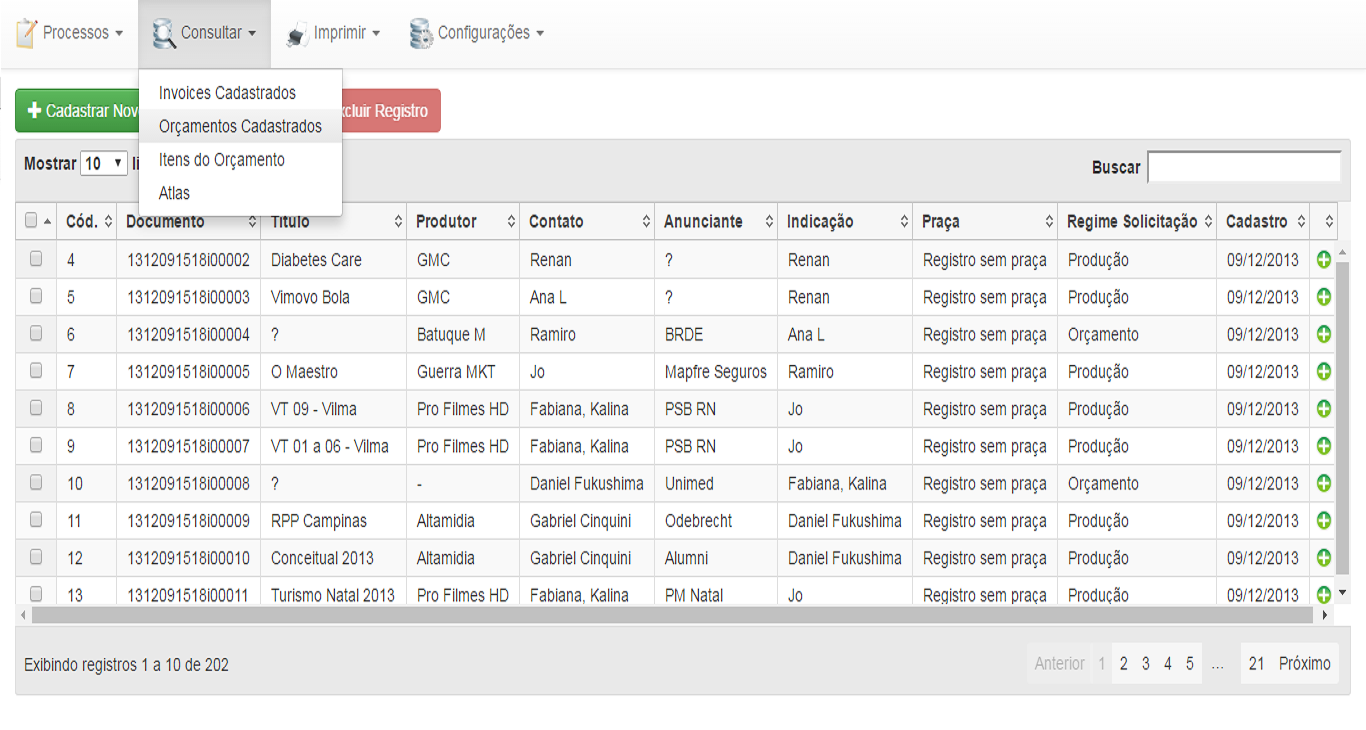 Processos Consultar Imprimir Configurações
Invoices Cadastrados
Cadastrar Nov xcluir Registro
Orçamentos Cadastrados
Mostrar 10 li Itens do Orçamento Buscar
Atlas
Cód. Documento Título Produtor Contato Anunciante Indicação Praça Regime Solicitação Cadastro
4 1312091518i00002 Diabetes Care GMC Renan ? Renan Registro sem praça Produção 09/12/2013
5 1312091518i00003 Vimovo Bola GMC Ana L ? Renan Registro sem praça Produção 09/12/2013
6 1312091518i00004 ? Batuque M Ramiro BRDE Ana L Registro sem praça Orçamento 09/12/2013
7 1312091518i00005 O Maestro Guerra MKT Jo Mapfre Seguros Ramiro Registro sem praça Produção 09/12/2013
8 1312091518i00006 VT 09 - Vilma Pro Filmes HD Fabiana, Kalina PSB RN Jo Registro sem praça Produção 09/12/2013
9 1312091518i00007 VT 01 a 06 - Vilma Pro Filmes HD Fabiana, Kalina PSB RN Jo Registro sem praça Produção 09/12/2013
10 1312091518i00008 ? - Daniel Fukushima Unimed Fabiana, Kalina Registro sem praça Orçamento 09/12/2013
11 1312091518i00009 RPP Campinas Altamidia Gabriel Cinquini Odebrecht Daniel Fukushima Registro sem praça Produção 09/12/2013
12 1312091518i00010 Conceitual 2013 Altamidia Gabriel Cinquini Alumni Daniel Fukushima Registro sem praça Produção 09/12/2013
13 1312091518i00011 Turismo Natal 2013 Pro Filmes HD Fabiana, Kalina PM Natal Jo Registro sem praça Produção 09/12/2013
Exibindo registros 1 a 10 de 202 Anterior 1 2 3 4 5 ... 21 Próximo